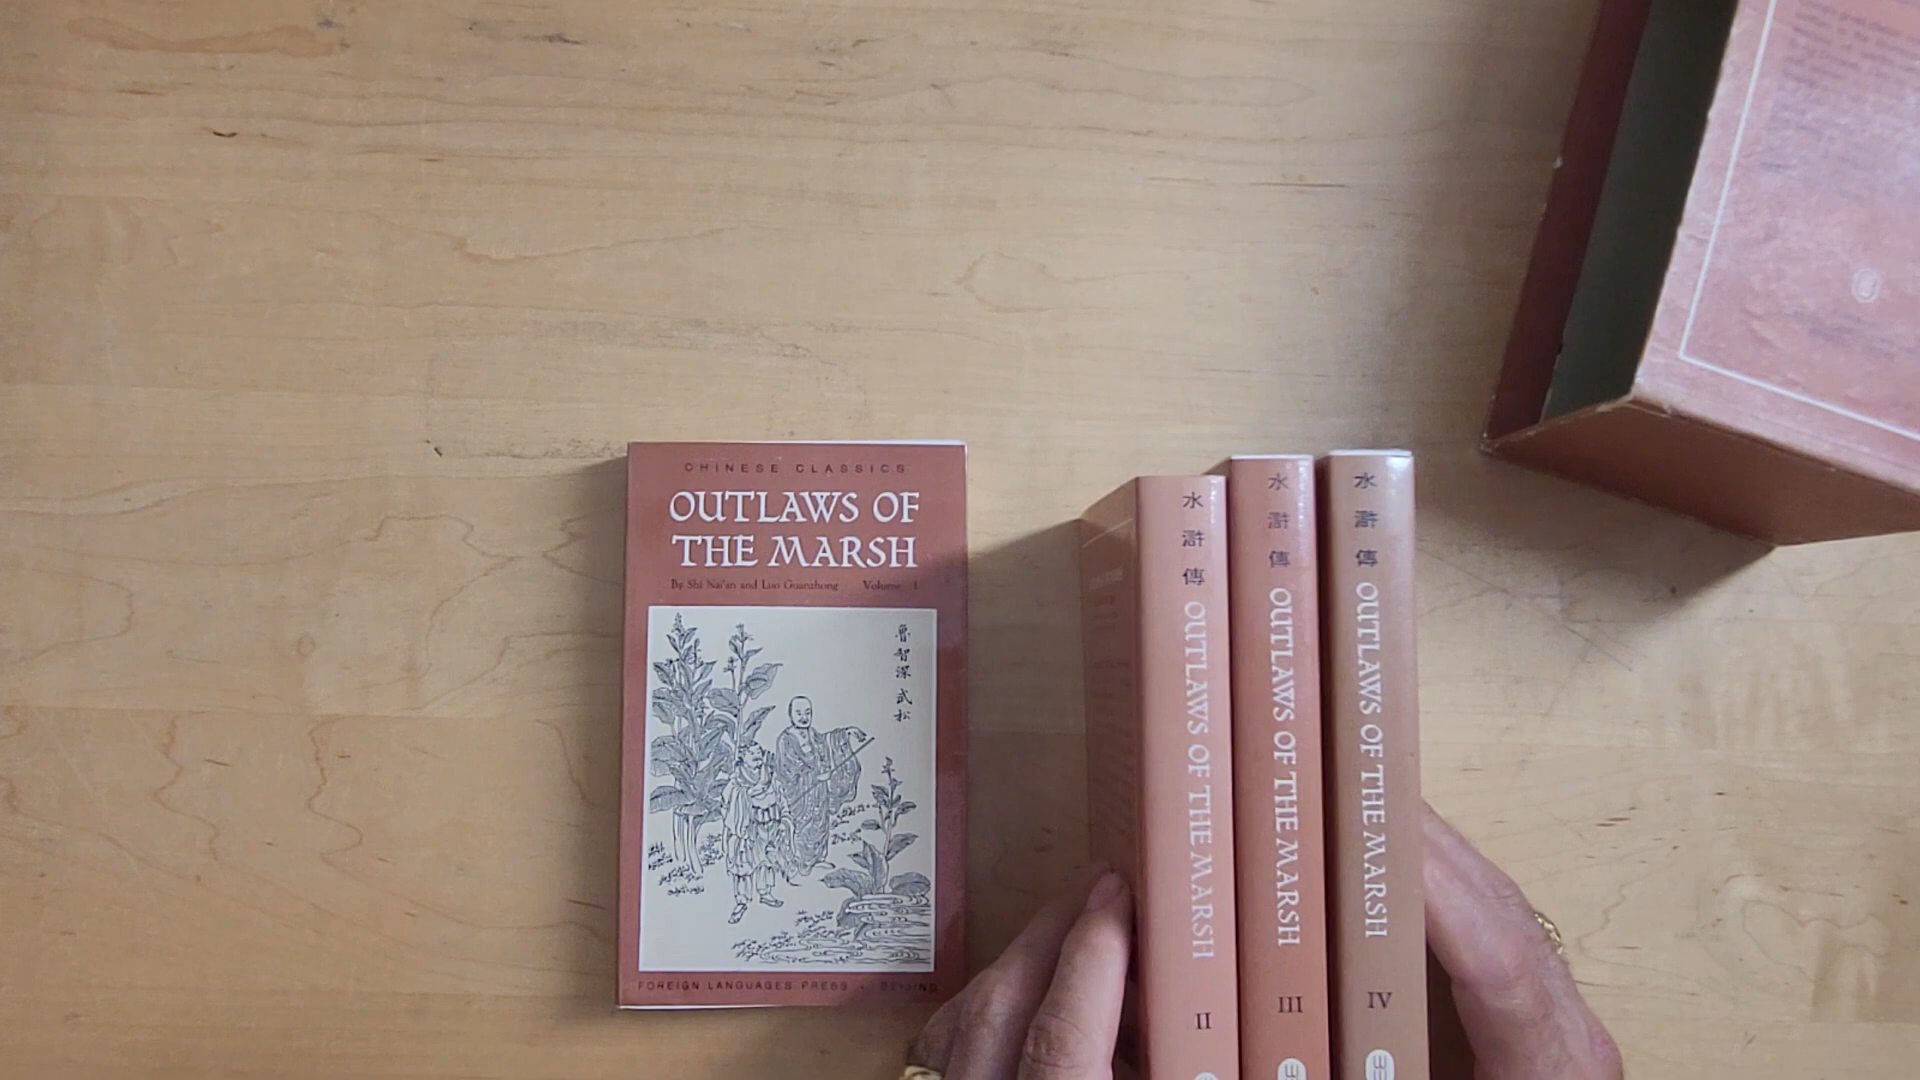 CHINESE CLASSICS
OUTLAWS OF
THE MARSH
By Shi Nai'an and Luo Guanzhong Volume I
魯智深 武松
FOREIGN LANGUAGES PRESS • BEIJING
水滸傳 OUTLAWS OF THE MARSH II
水滸傳 OUTLAWS OF THE MARSH III
水滸傳 OUTLAWS OF THE MARSH IV